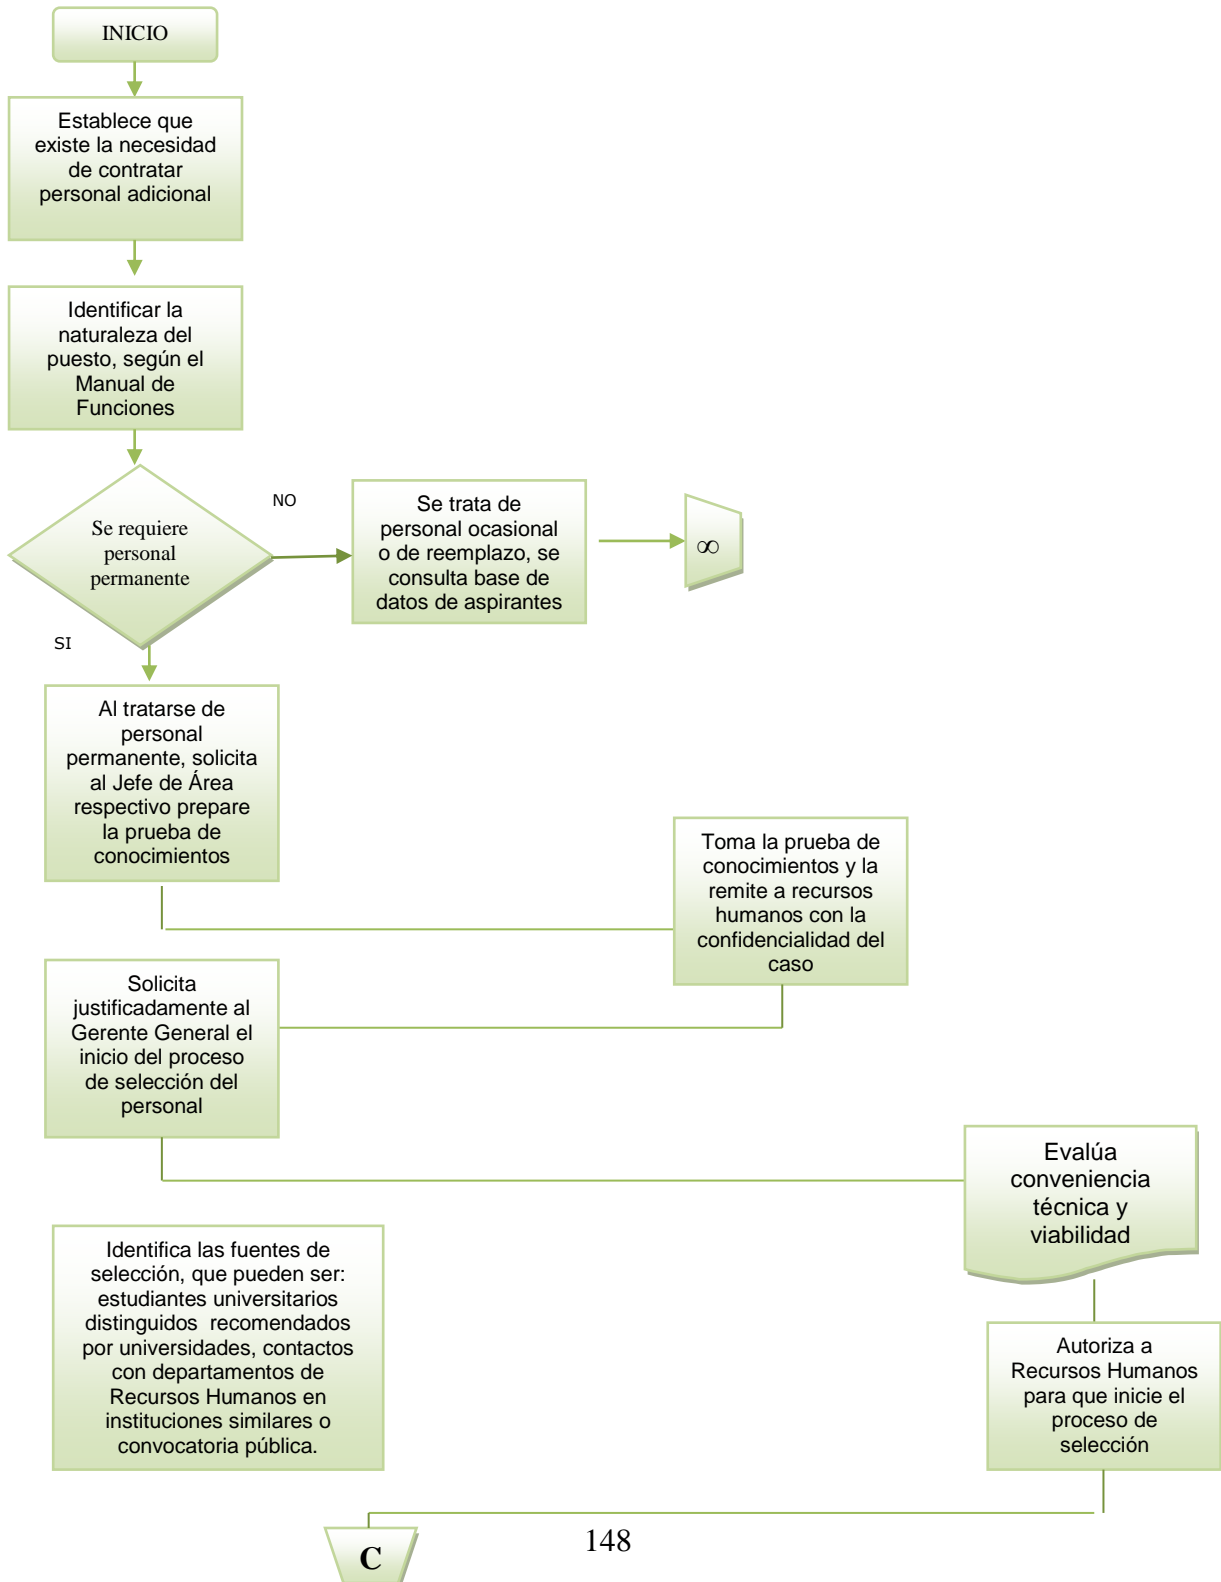 INICIO
Establece que
existe la necesidad
de contratar
personal adicional
Identificar la
naturaleza del
puesto, según el
Manual de
Funciones
Se requiere
personal
permanente
NO
Se trata de
personal ocasional
o de reemplazo, se
consulta base de
datos de aspirantes
∞
SI
Al tratarse de
personal
permanente, solicita
al Jefe de Área
respectivo prepare
la prueba de
conocimientos
Toma la prueba de
conocimientos y la
remite a recursos
humanos con la
confidencialidad del
caso
Solicita
justificadamente al
Gerente General el
inicio del proceso
de selección del
personal
Evalúa
conveniencia
técnica y
viabilidad
Identifica las fuentes de
selección, que pueden ser:
estudiantes universitarios
distinguidos recomendados
por universidades, contactos
con departamentos de
Recursos Humanos en
instituciones similares o
convocatoria pública.
Autoriza a
Recursos Humanos
para que inicie el
proceso de
selección
C
148